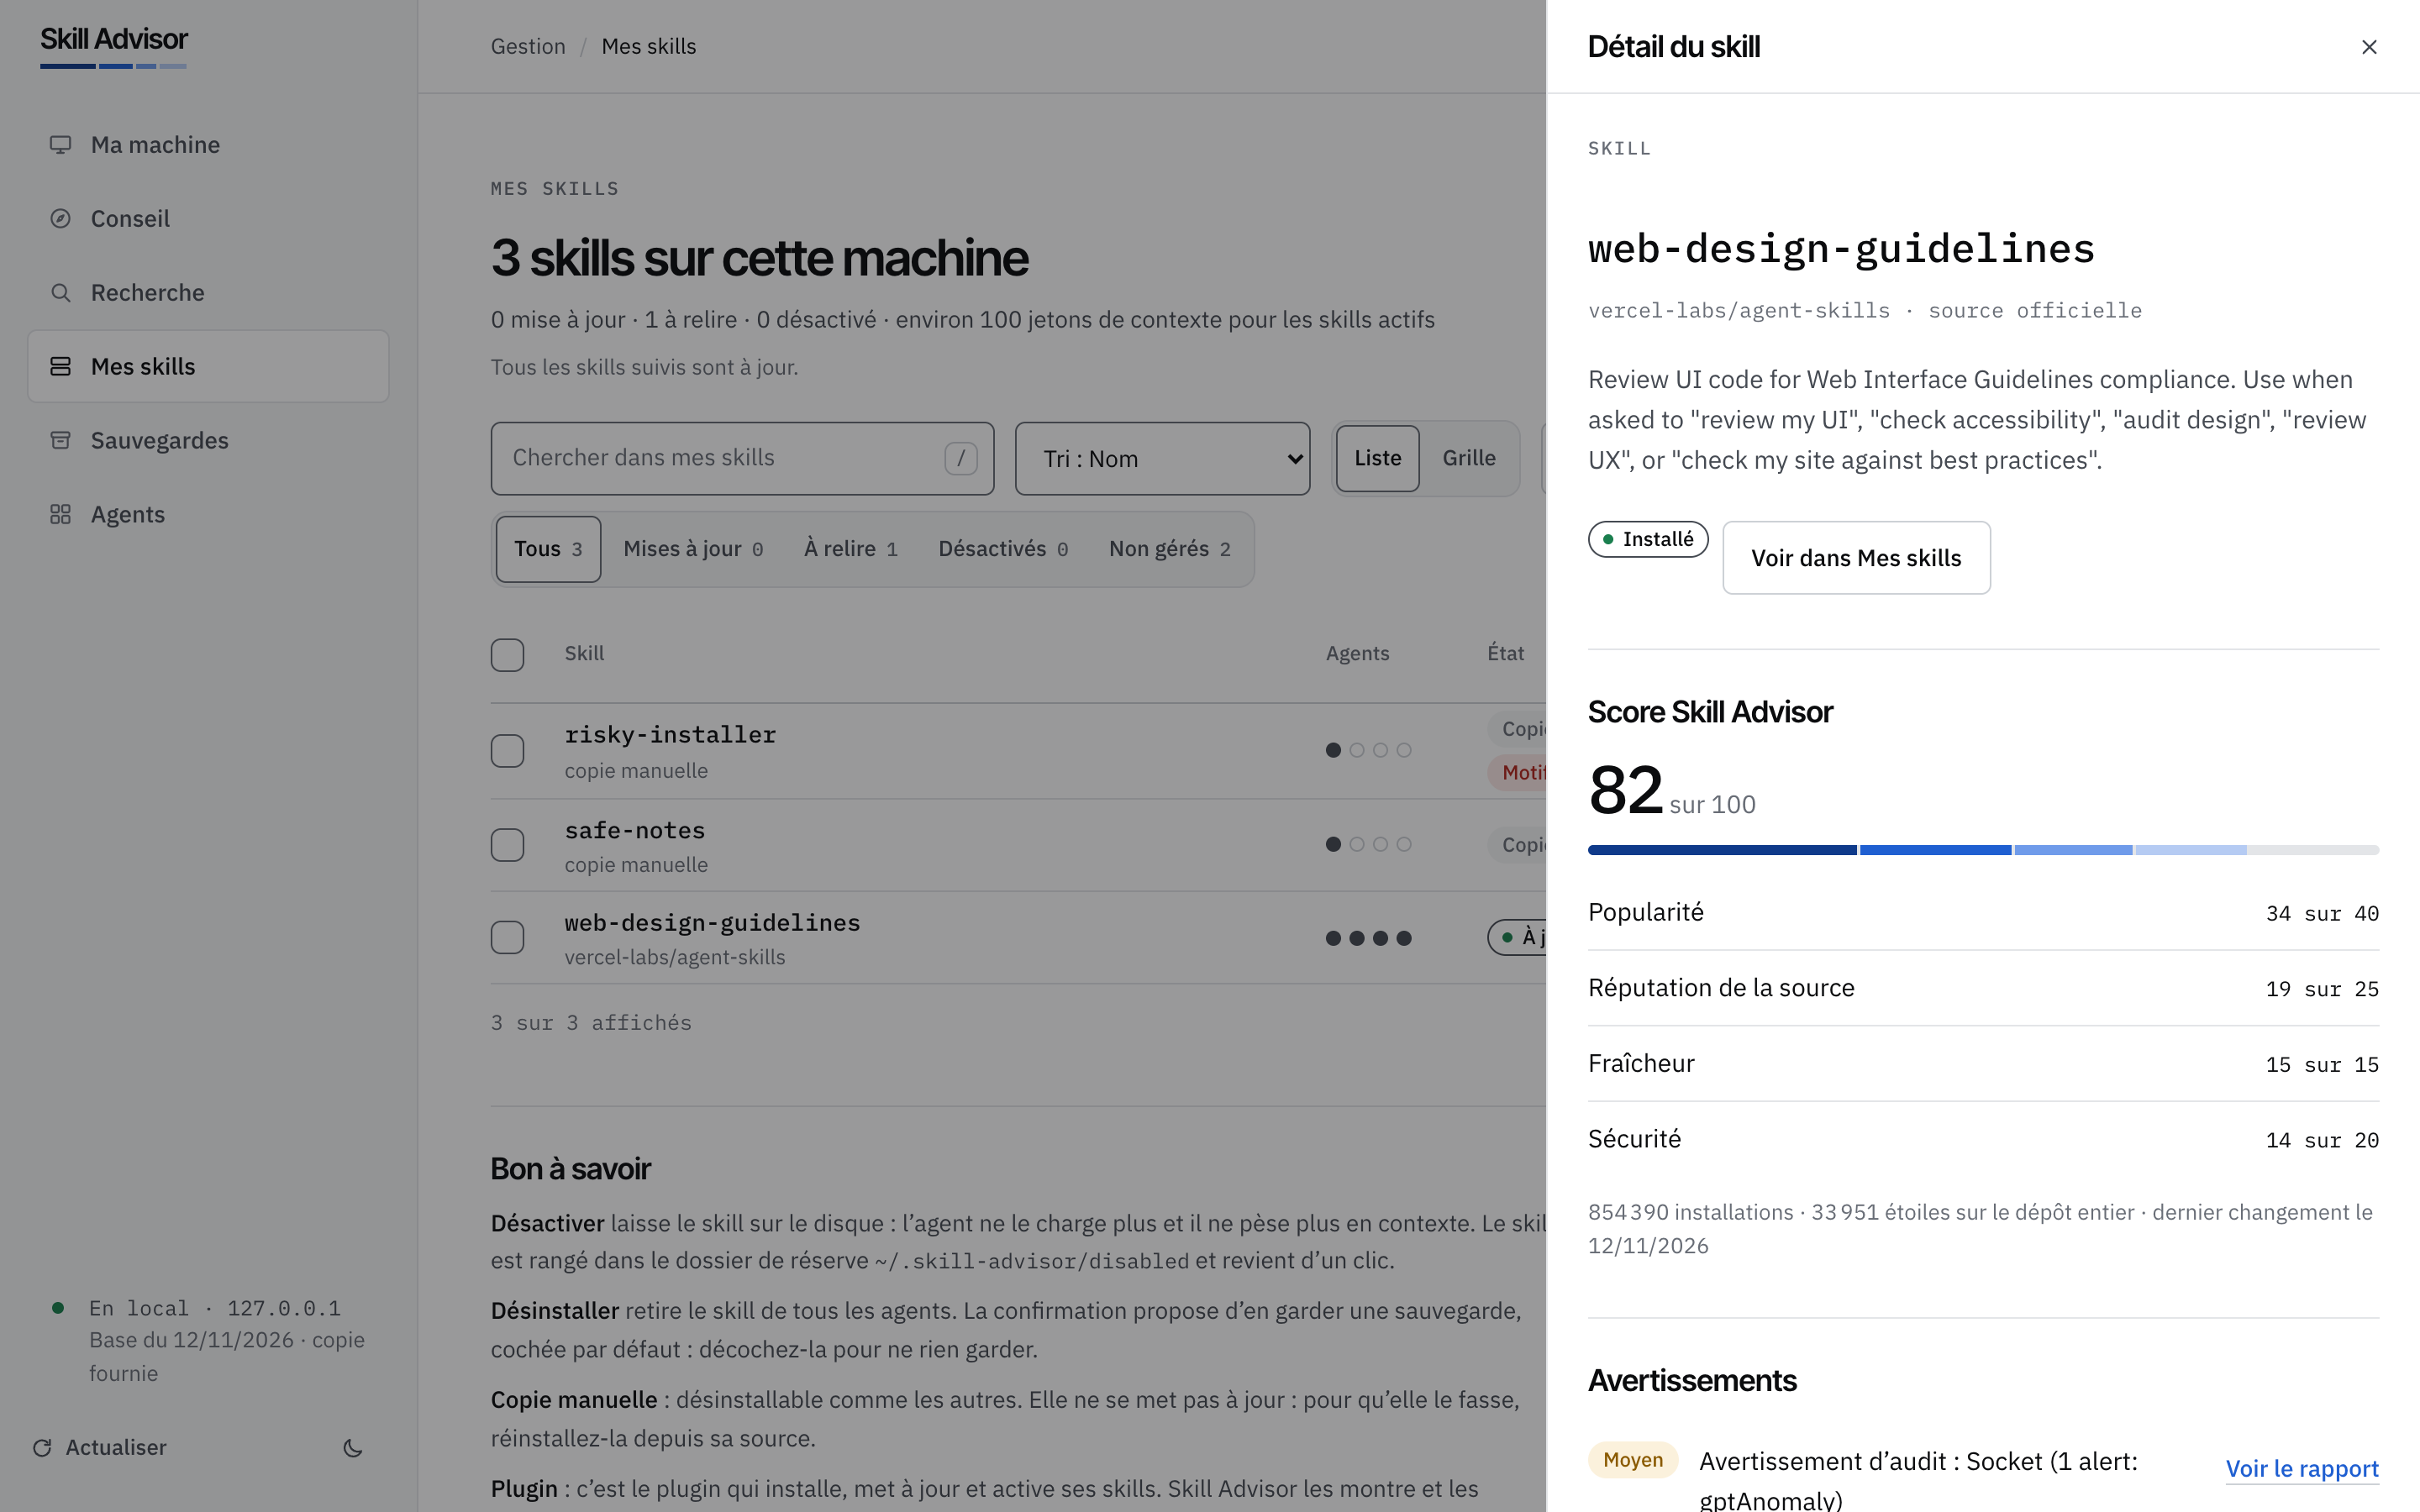 Skill Advisor
Ma machine
Conseil
Recherche
Mes skills
Sauvegardes
Agents
En local · 127.0.0.1
Base du 12/11/2026 · copie
fournie
Actualiser
Gestion / Mes skills
MES SKILLS
3 skills sur cette machine
0 mise à jour · 1 à relire · 0 désactivé · environ 100 jetons de contexte pour les skills actifs
Tous les skills suivis sont à jour.
Chercher dans mes skills /
Tri : Nom
Liste Grille
Tous 3 Mises à jour 0 À relire 1 Désactivés 0 Non gérés 2
Skill Agents État
risky-installer
copie manuelle
safe-notes
copie manuelle
web-design-guidelines
vercel-labs/agent-skills
3 sur 3 affichés
Bon à savoir
Désactiver laisse le skill sur le disque : l’agent ne le charge plus et il ne pèse plus en contexte. Le skil
est rangé dans le dossier de réserve ~/.skill-advisor/disabled et revient d’un clic.
Désinstaller retire le skill de tous les agents. La confirmation propose d’en garder une sauvegarde,
cochée par défaut : décochez-la pour ne rien garder.
Copie manuelle : désinstallable comme les autres. Elle ne se met pas à jour : pour qu’elle le fasse,
réinstallez-la depuis sa source.
Plugin : c’est le plugin qui installe, met à jour et active ses skills. Skill Advisor les montre et les
Détail du skill
SKILL
web-design-guidelines
vercel-labs/agent-skills · source officielle
Review UI code for Web Interface Guidelines compliance. Use when
asked to "review my UI", "check accessibility", "audit design", "review
UX", or "check my site against best practices".
Installé Voir dans Mes skills
Score Skill Advisor
82 sur 100
Popularité 34 sur 40
Réputation de la source 19 sur 25
Fraîcheur 15 sur 15
Sécurité 14 sur 20
854 390 installations · 33 951 étoiles sur le dépôt entier · dernier changement le
12/11/2026
Avertissements
Moyen Avertissement d’audit : Socket (1 alert: Voir le rapport
gptAnomaly)